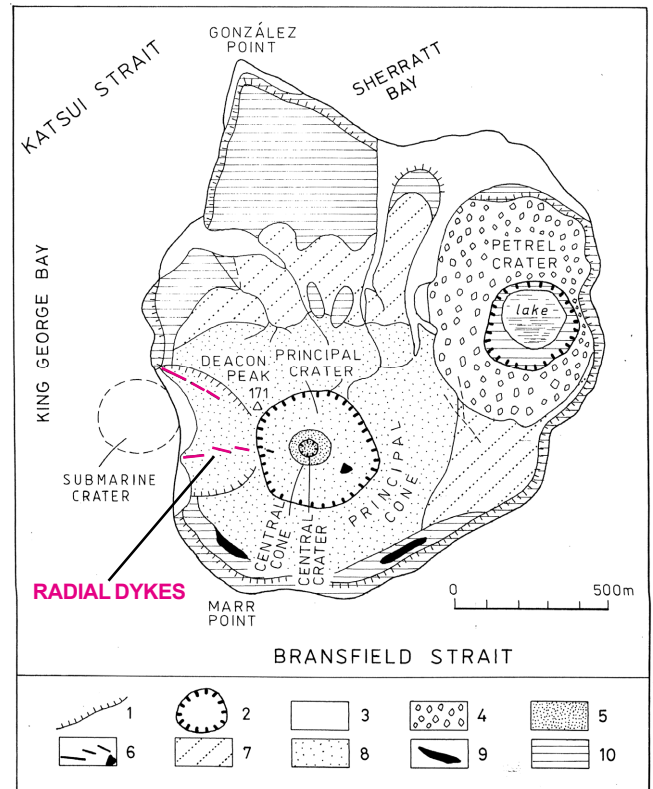 GONZÁLEZ
POINT
KATSUI STRAIT
SHERRATT
BAY
KING GEORGE BAY
PETREL
CRATER
lake
DEACON
PEAK
171
PRINCIPAL
CRATER
SUBMARINE
CRATER
PRINCIPAL
CONE
CENTRAL
CONE
CENTRAL
CRATER
RADIAL DYKES
MARR
POINT
0 500m
BRANSFIELD STRAIT
1 2 3 4 5
6 7 8 9 10